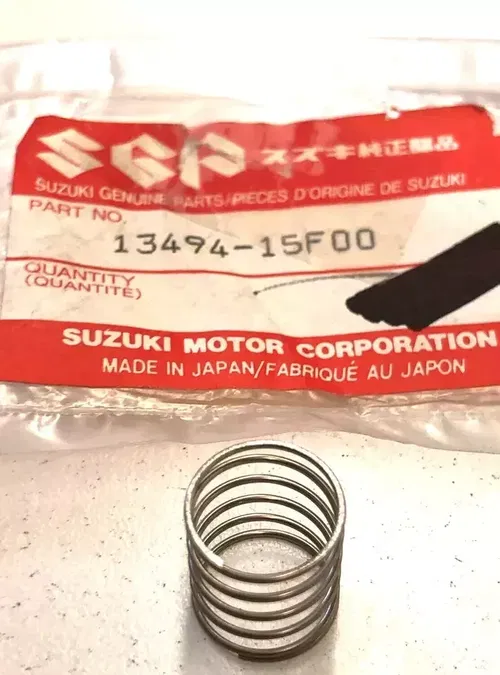 SGP スズキ純正部品
SUZUKI GENUINE PARTS/PIECES D'ORIGINE DE SUZUKI
PART NO.
13494-15F00
QUANTITY
(QUANTITÉ)
SUZUKI MOTOR CORPORATION
MADE IN JAPAN/FABRIQUÉ AU JAPON